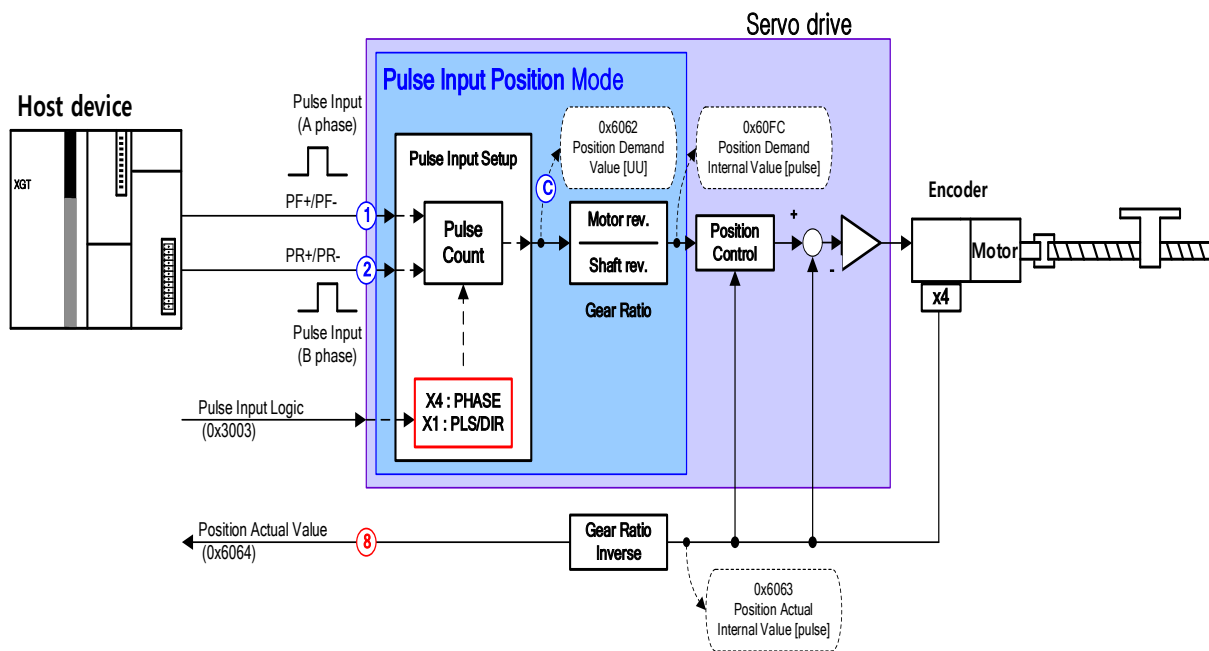 Servo drive
Pulse Input Position Mode
Host device
XGT
Pulse Input
(A phase)
PF+/PF-
1
PR+/PR-
2
Pulse Input
(B phase)
Pulse Input Logic
(0x3003)
Pulse Input Setup
Pulse
Count
X4 : PHASE
X1 : PLS/DIR
C
0x6062
Position Demand
Value [UU]
0x60FC
Position Demand
Internal Value [pulse]
Motor rev.
Shaft rev.
Gear Ratio
Position
Control
+
-
Encoder
Motor
x4
Position Actual Value
(0x6064)
8
Gear Ratio
Inverse
0x6063
Position Actual
Internal Value [pulse]